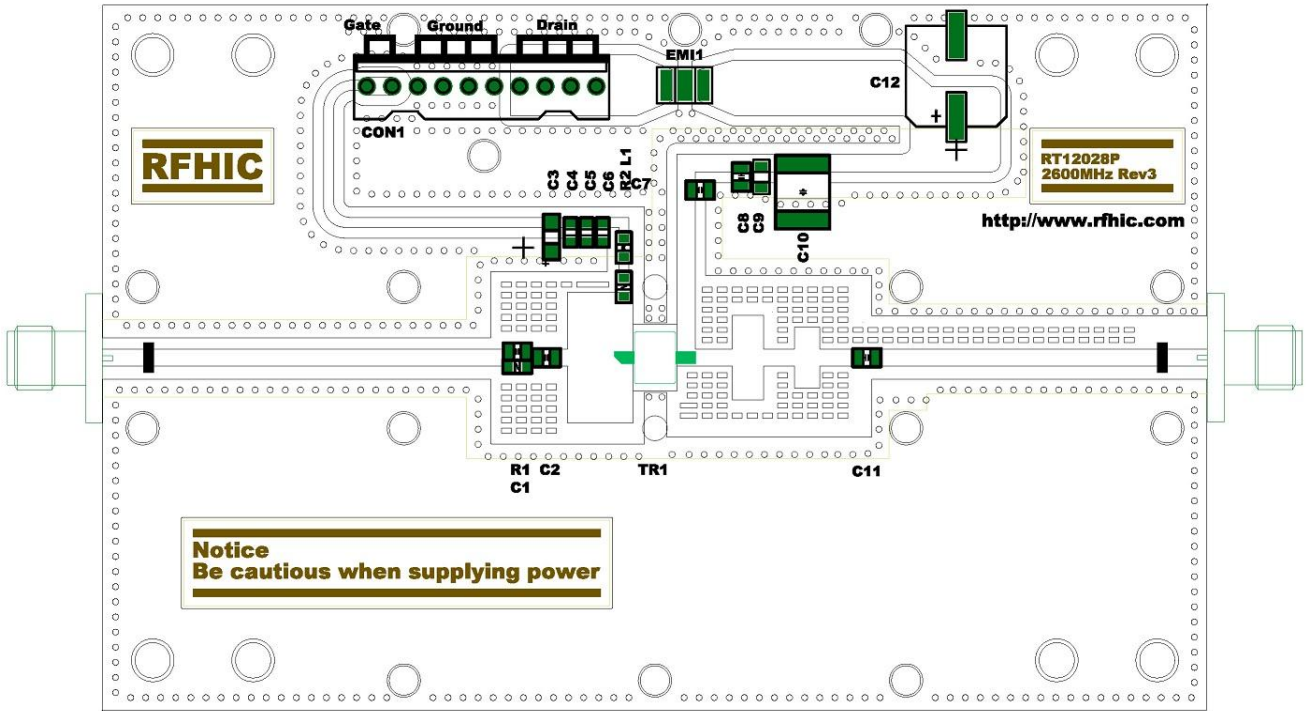 Gate Ground Drain
EMI1
C12
CON1
+
+
RFHIC
RT12028P
2600MHz Rev3
http://www.rfhic.com
C3
C4
C5
C6
R2 L1
C7
C8
C9
C10
+
+
R1 C2
C1
TR1
C11
Notice
Be cautious when supplying power